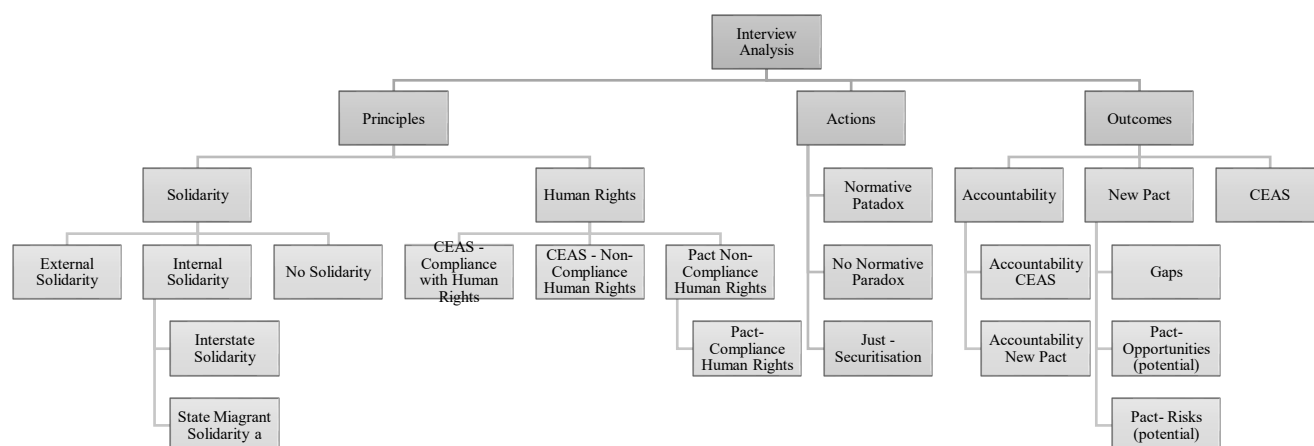 Interview
Analysis
Principles
Actions
Outcomes
Solidarity
Human Rights
Normative
Patadox
Accountability
New Pact
CEAS
External
Solidarity
Internal
Solidarity
No Solidarity
CEAS -
Compliance
with Human
Rights
CEAS - Non-
Compliance
Human Rights
Pact Non-
Compliance
Human Rights
No Normative
Paradox
Accountability
CEAS
Gaps
Interstate
Solidarity
Pact-
Compliance
Human Rights
Just -
Securitisation
Accountability
New Pact
Pact-
Opportunities
(potential)
State Miagrant
Solidarity a
Pact- Risks
(potential)